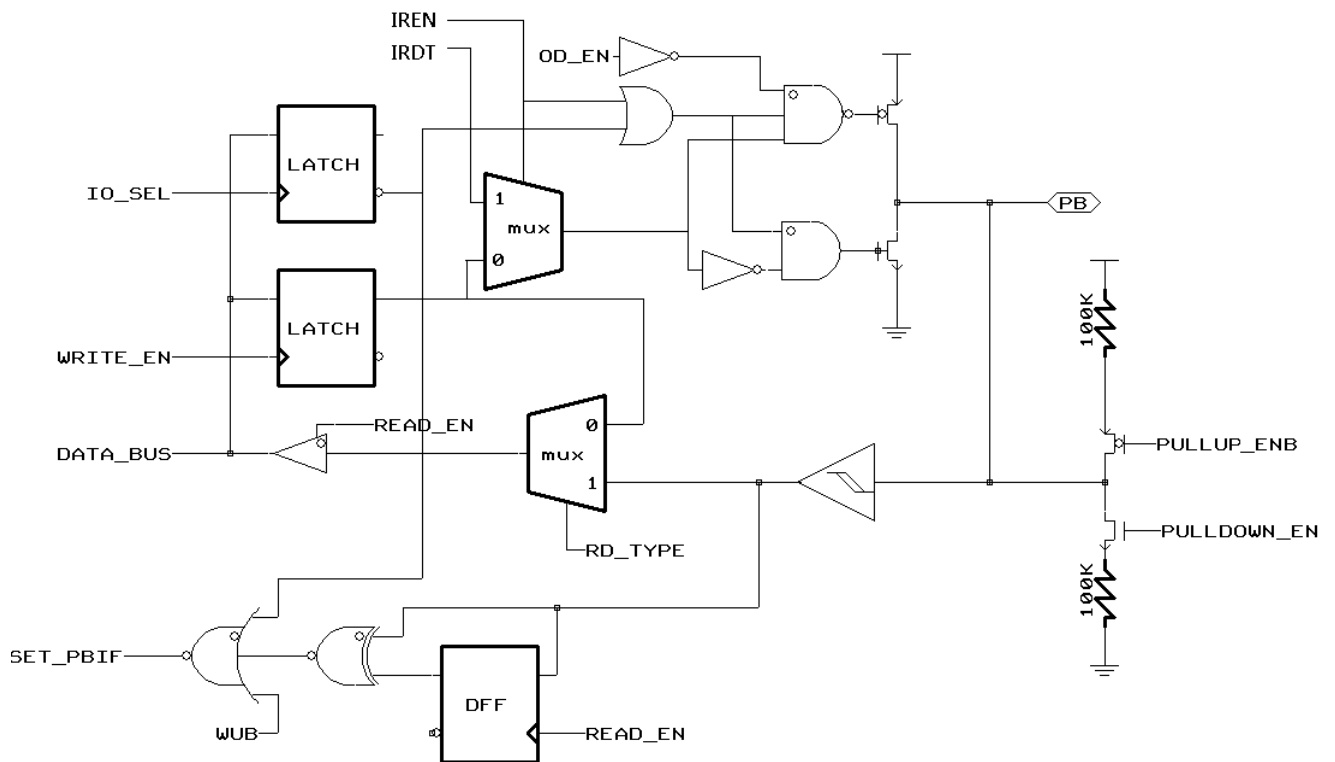 IREN
IRDT
OD_EN
LATCH
IO_SEL
1
mux
0
PB
LATCH
WRITE_EN
100K
READ_EN
0
DATA_BUS
mux
1
PULLUP_ENB
RD_TYPE
PULLDOWN_EN
100K
SET_PBIF
DFF
WUB
READ_EN